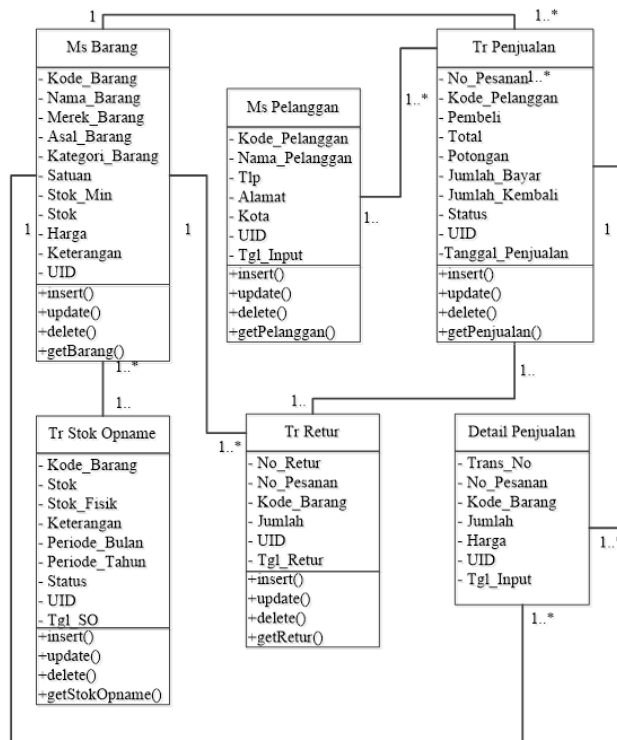 1
1..*
Ms Barang
- Kode_Barang
- Nama_Barang
- Merek_Barang
- Asal_Barang
- Kategori_Barang
- Satuan
- Stok_Min
- Stok
- Harga
- Keterangan
- UID
+insert()
+update()
+delete()
+getBarang()
1
1
1..*
1..
Ms Pelanggan
- Kode_Pelanggan
- Nama_Pelanggan
- Tlp
- Alamat
- Kota
- UID
- Tgl_Input
+insert()
+update()
+delete()
+getPelanggan()
1..*
1..
Tr Penjualan
- No_Pesanan 1..*
- Kode_Pelanggan
- Pembeli
- Total
- Potongan
- Jumlah_Bayar
- Jumlah_Kembali
- Status
- UID
-Tanggal_Penjualan
+insert()
+update()
+delete()
+getPenjualan()
1
1..
Tr Stok Opname
- Kode_Barang
- Stok
- Stok_Fisik
- Keterangan
- Periode_Bulan
- Periode_Tahun
- Status
- UID
- Tgl_SO
+insert()
+update()
+delete()
+getStokOpname()
1..
1..*
Tr Retur
- No_Retur
- No_Pesanan
- Kode_Barang
- Jumlah
- UID
- Tgl_Retur
+insert()
+update()
+delete()
+getRetur()
Detail Penjualan
- Trans_No
- No_Pesanan
- Kode_Barang
- Jumlah
- Harga
- UID
- Tgl_Input
1..*
1..*